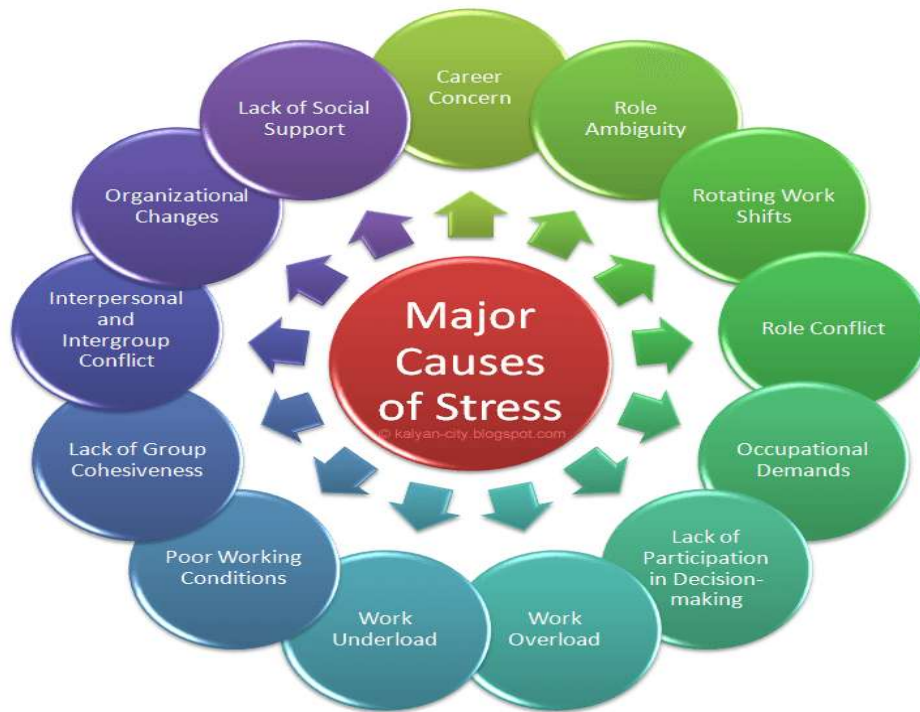 Major
Causes
of Stress
© kalyan-city.blogspot.com
Career
Concern
Role
Ambiguity
Rotating Work
Shifts
Role Conflict
Occupational
Demands
Lack of
Participation
in Decision-
making
Work
Overload
Work
Underload
Poor Working
Conditions
Lack of Group
Cohesiveness
Interpersonal
and
Intergroup
Conflict
Organizational
Changes
Lack of Social
Support